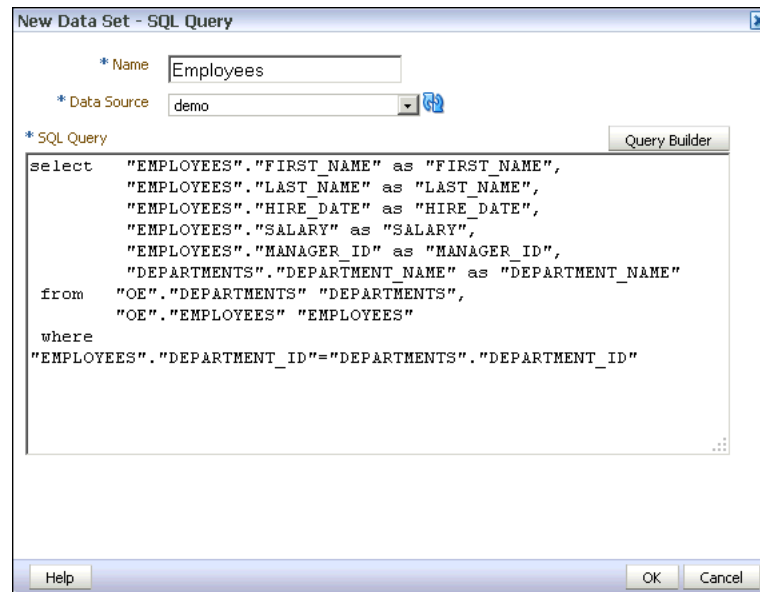 New Data Set - SQL Query
* Name Employees
* Data Source demo
* SQL Query Query Builder
select "EMPLOYEES"."FIRST_NAME" as "FIRST_NAME",
"EMPLOYEES"."LAST_NAME" as "LAST_NAME",
"EMPLOYEES"."HIRE_DATE" as "HIRE_DATE",
"EMPLOYEES"."SALARY" as "SALARY",
"EMPLOYEES"."MANAGER_ID" as "MANAGER_ID",
"DEPARTMENTS"."DEPARTMENT_NAME" as "DEPARTMENT_NAME"
from "OE"."DEPARTMENTS" "DEPARTMENTS",
"OE"."EMPLOYEES" "EMPLOYEES"
where
"EMPLOYEES"."DEPARTMENT_ID"="DEPARTMENTS"."DEPARTMENT_ID"
Help OK Cancel